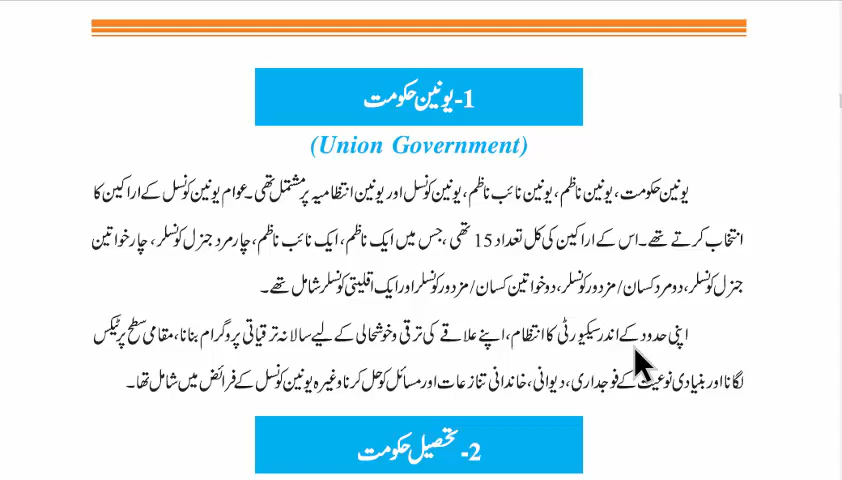 1- یونین حکومت
(Union Government)
یونین حکومت، یونین ناظم، یونین نائب ناظم، یونین کونسل اور یونین انتظامیہ پر مشتمل تھی۔ عوام یونین کونسل کے اراکین کا
انتخاب کرتے تھے۔ اس کے اراکین کی کل تعداد 15 تھی، جس میں ایک ناظم، ایک نائب ناظم، چار مرد جنرل کونسلر، چار خواتین
جنرل کونسلر، دو مرد کسان/ مزدور کونسلر، دو خواتین کسان/ مزدور کونسلر اور ایک اقلیتی کونسلر شامل تھے۔
اپنی حدود کے اندر سیکیورٹی کا انتظام، اپنے علاقے کی ترقی و خوشحالی کے لیے سالانہ ترقیاتی پروگرام بنانا، مقامی سطح پر ٹیکس
لگانا اور بنیادی نوعیت کے فوجداری، دیوانی، خاندانی تنازعات اور مسائل کو حل کرنا وغیرہ یونین کونسل کے فرائض میں شامل تھا۔
2- تحصیل حکومت